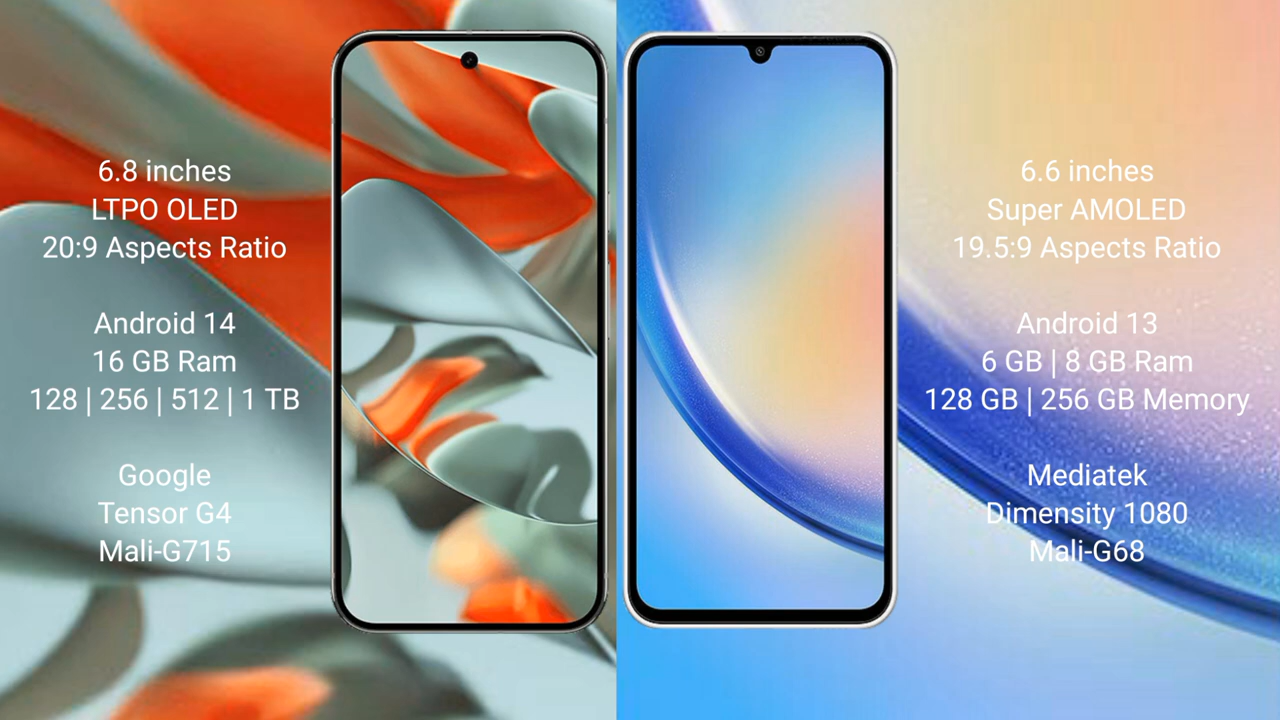 6.8 inches
LTPO OLED
20:9 Aspects Ratio
Android 14
16 GB Ram
128 | 256 | 512 | 1 TB
Google
Tensor G4
Mali-G715
6.6 inches
Super AMOLED
19.5:9 Aspects Ratio
Android 13
6 GB | 8 GB Ram
128 GB | 256 GB Memory
Mediatek
Dimensity 1080
Mali-G68